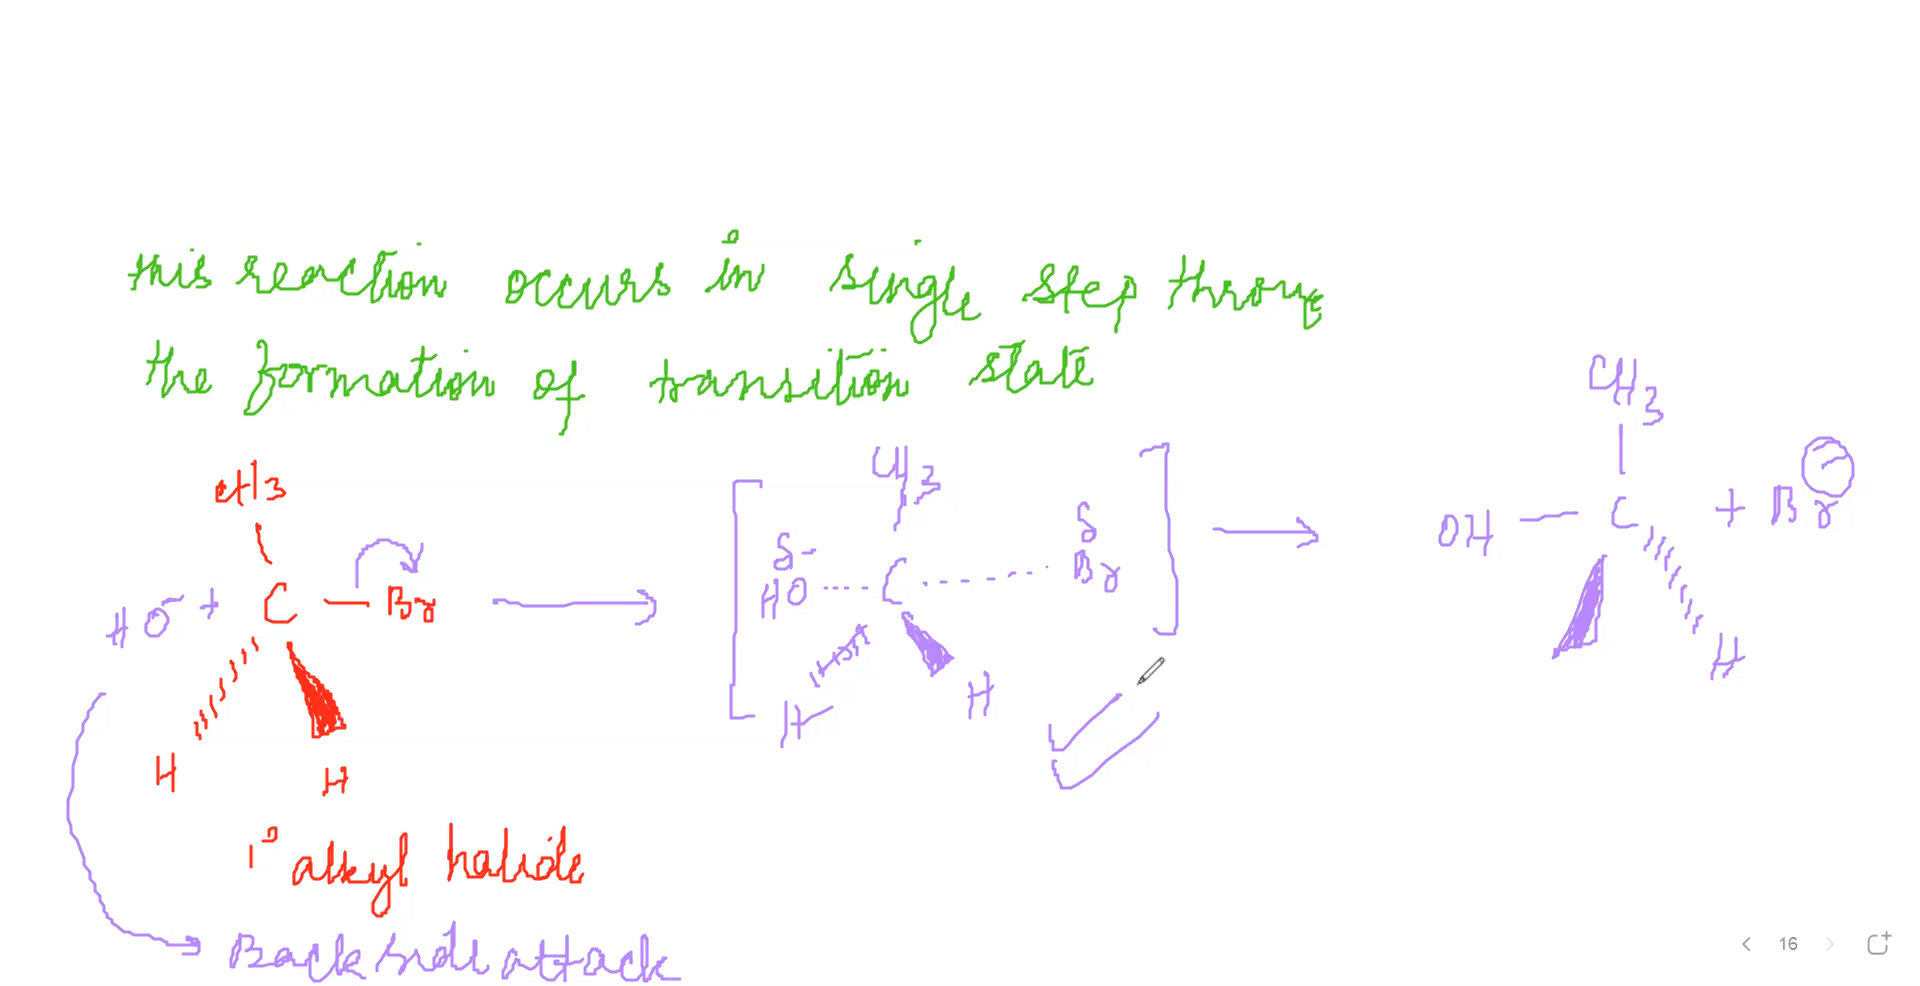 this reaction occurs in single step throug
the formation of transition state
CH3
HO- + C - Br
H
H
1° alkyl halide
Back side attack
CH3
δ-
HO ..... C ....... Br
δ
H
H
CH3
OH - C + Br-
H
16